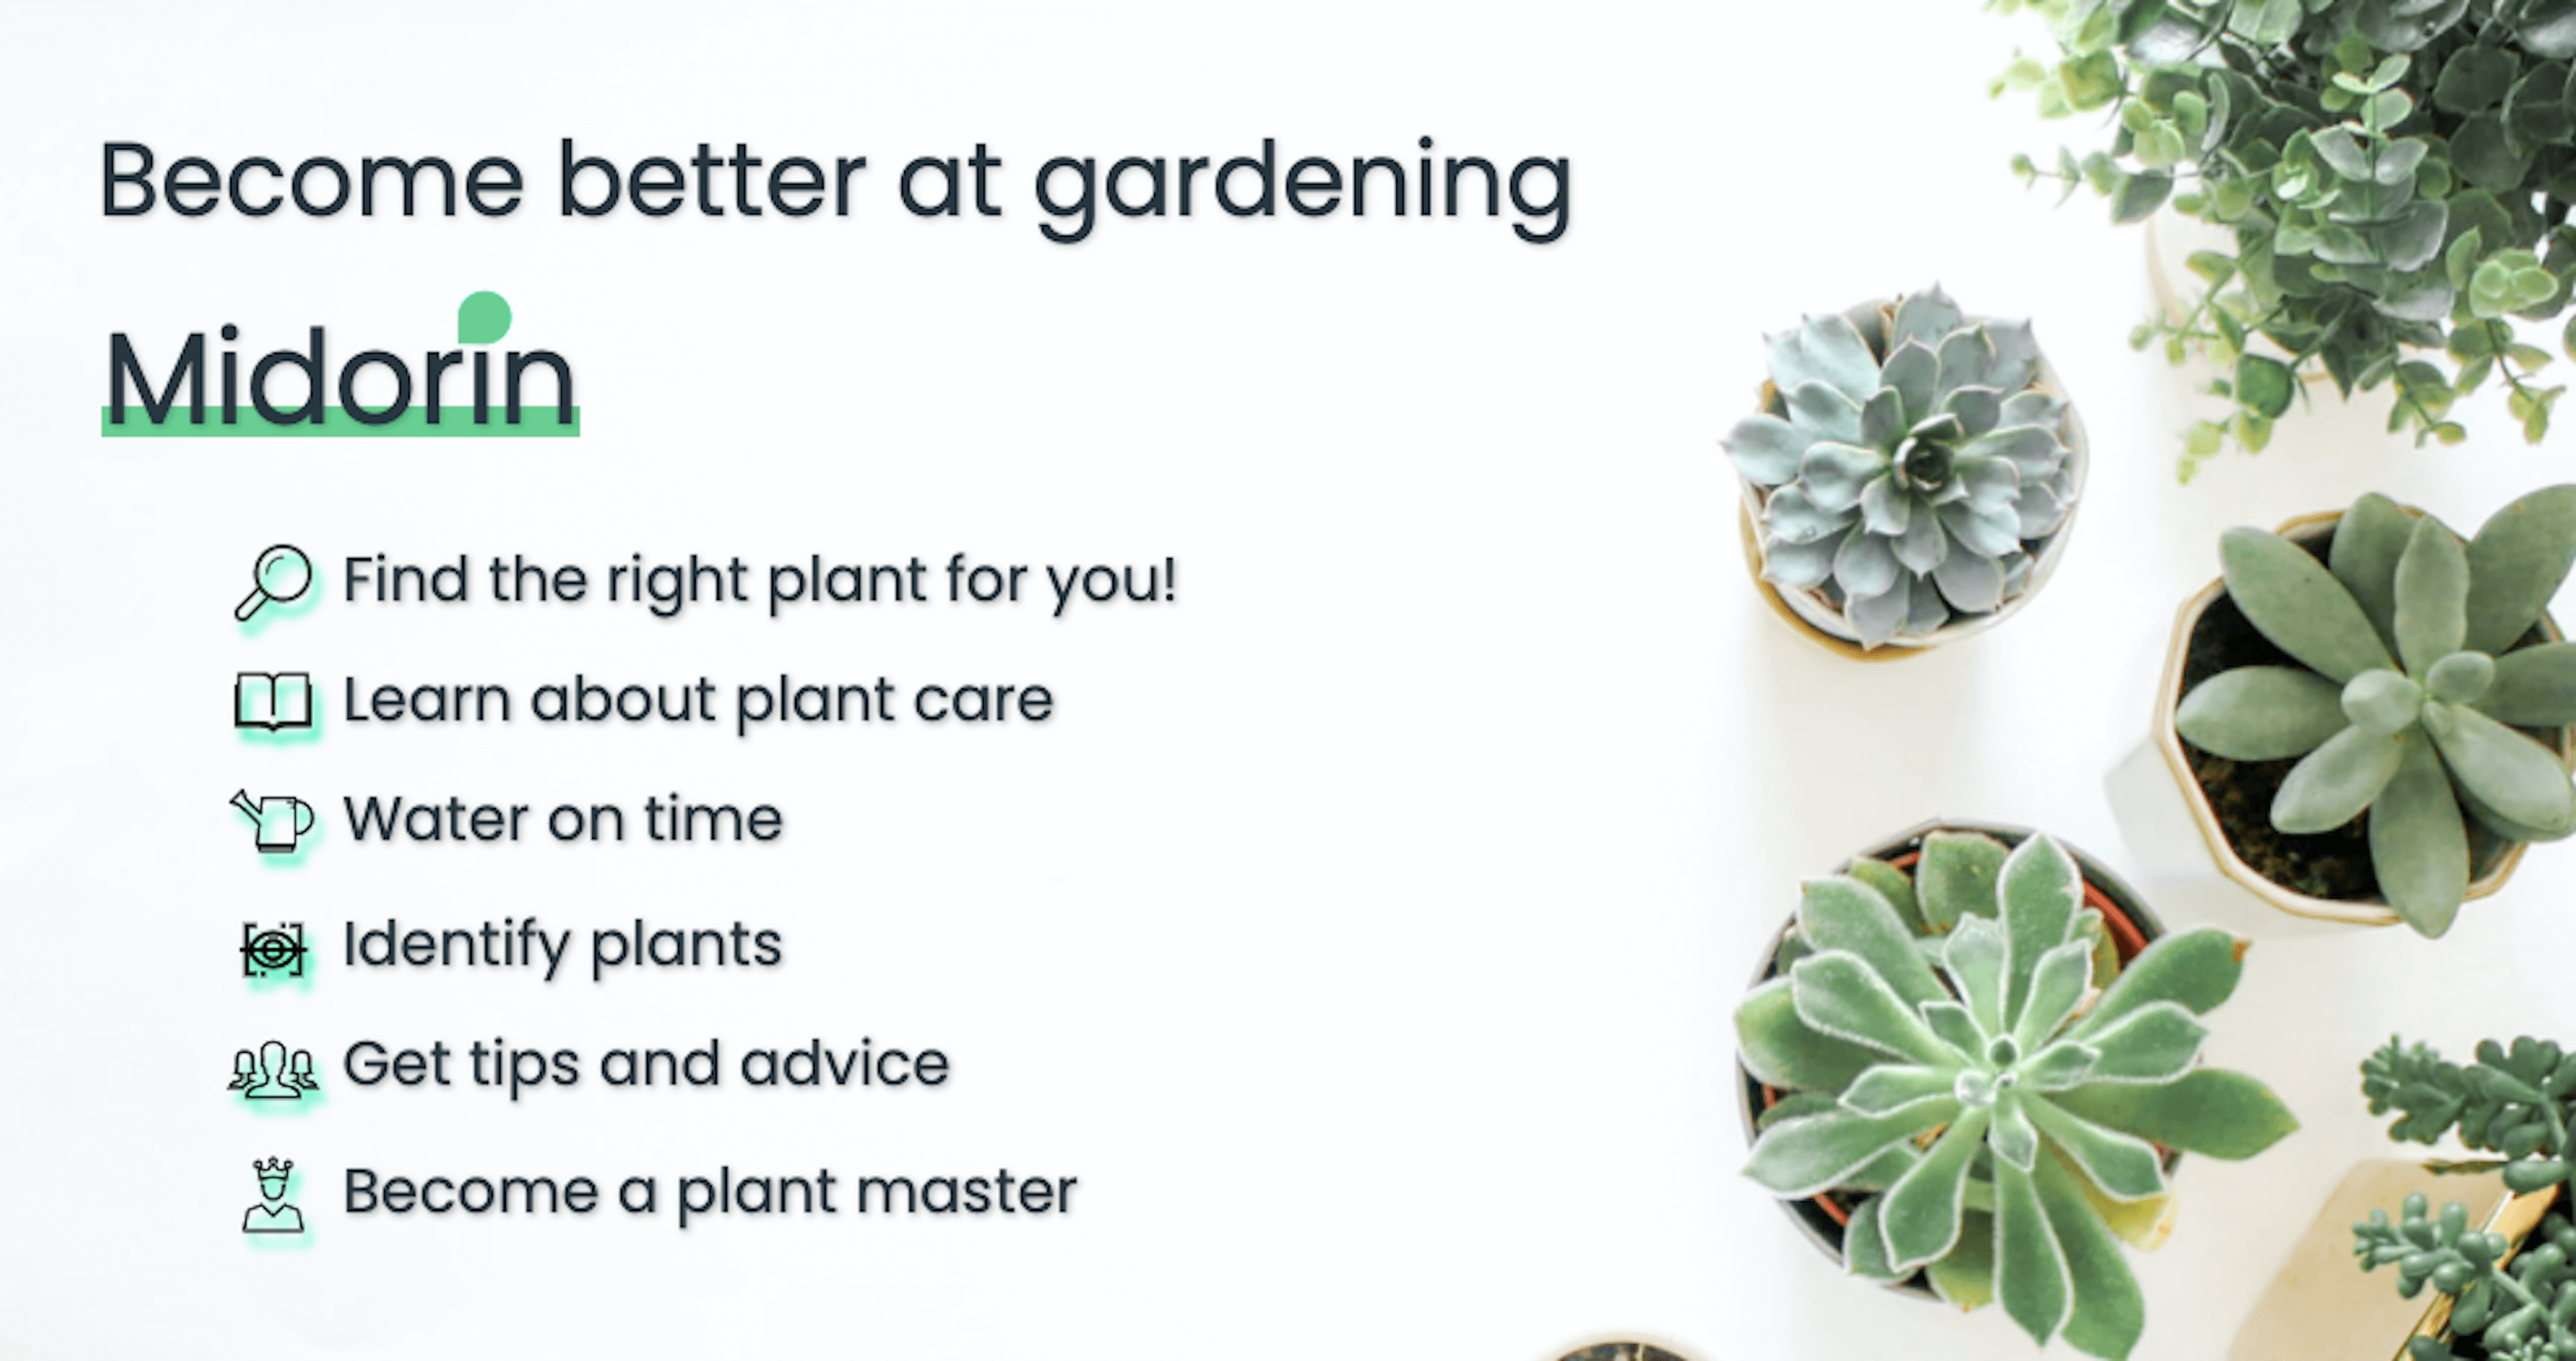 Become better at gardening
Midorin
Find the right plant for you!
Learn about plant care
Water on time
Identify plants
Get tips and advice
Become a plant master